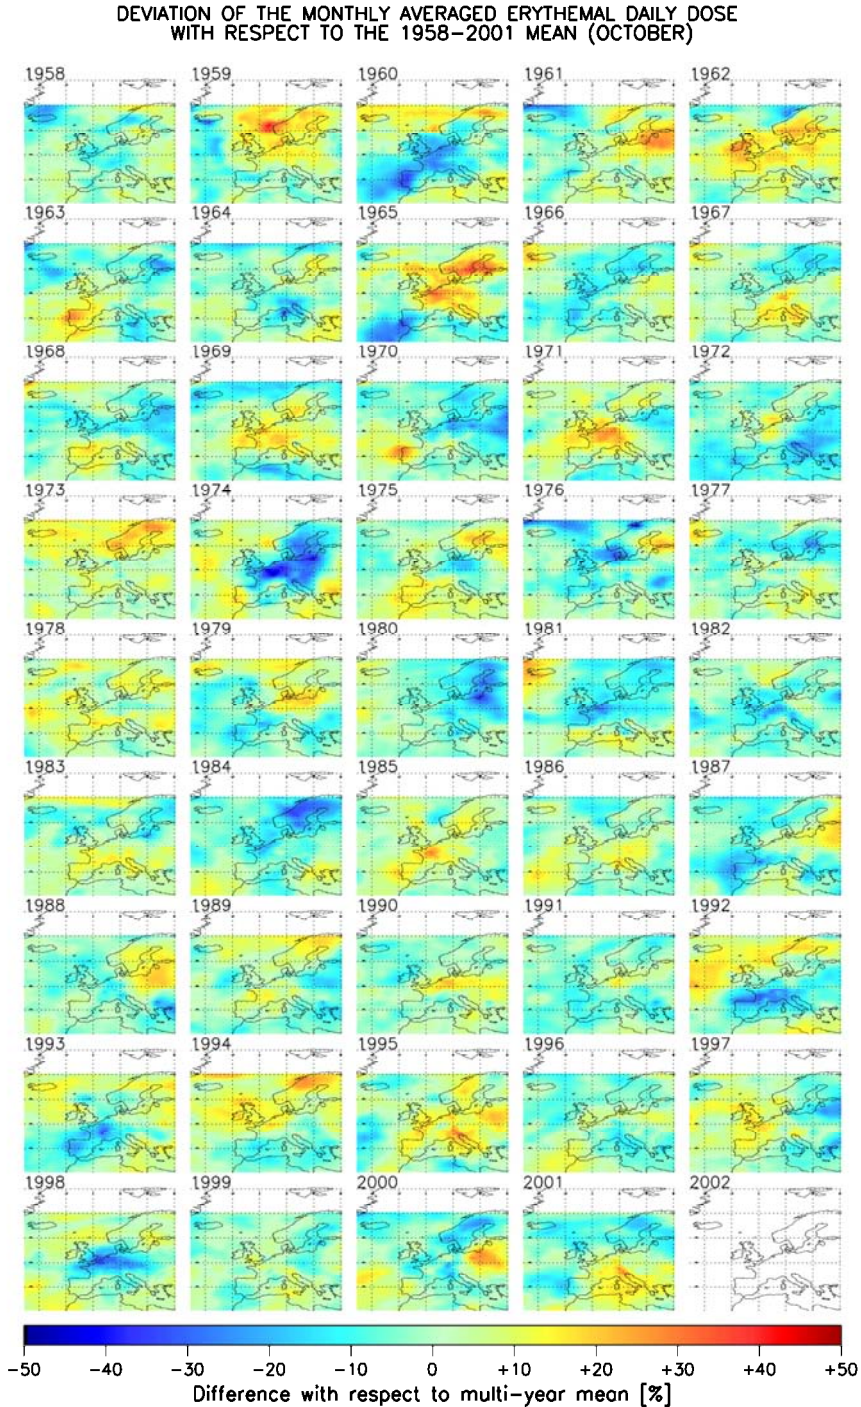 DEVIATION OF THE MONTHLY AVERAGED ERYTHEMAL DAILY DOSE
WITH RESPECT TO THE 1958-2001 MEAN (OCTOBER)
1958 1959 1960 1961 1962
1963 1964 1965 1966 1967
1968 1969 1970 1971 1972
1973 1974 1975 1976 1977
1978 1979 1980 1981 1982
1983 1984 1985 1986 1987
1988 1989 1990 1991 1992
1993 1994 1995 1996 1997
1998 1999 2000 2001 2002
-50 -40 -30 -20 -10 0 +10 +20 +30 +40 +50
Difference with respect to multi-year mean [%]